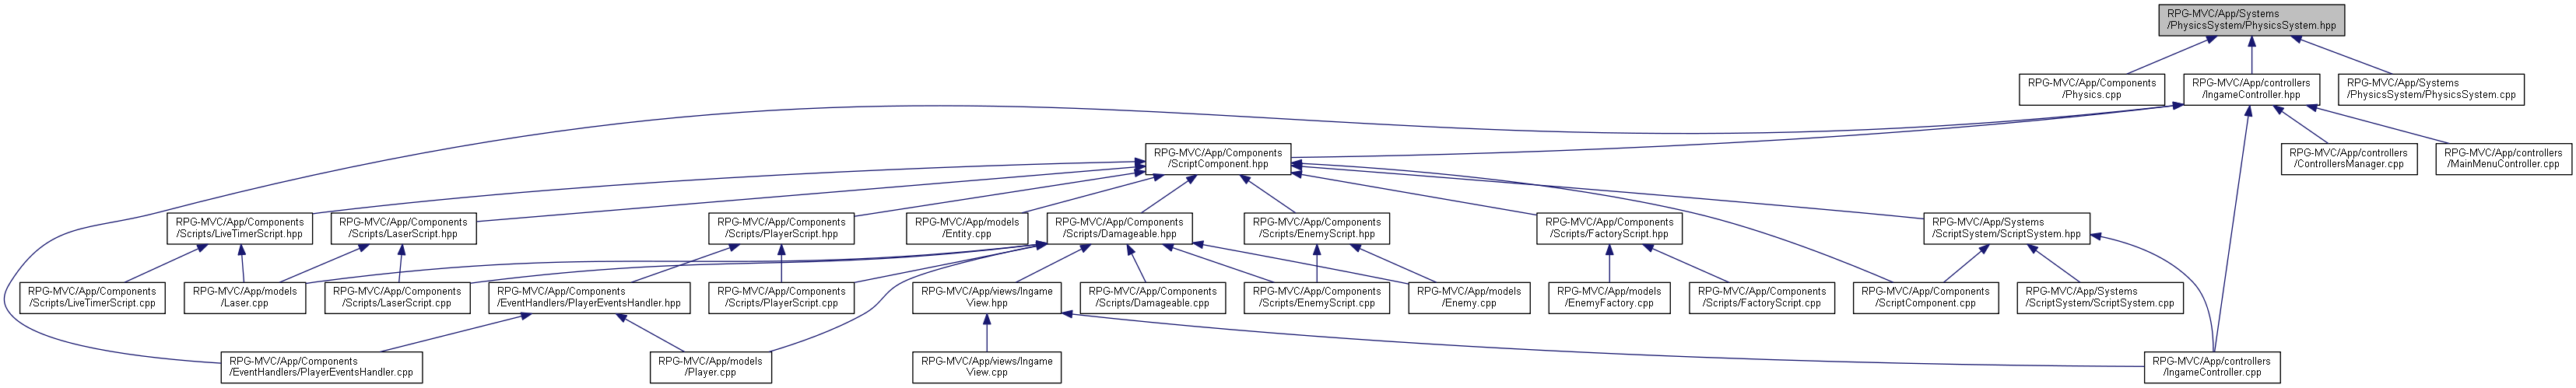 RPG-MVC/App/Systems
/PhysicsSystem/PhysicsSystem.hpp
RPG-MVC/App/Components
/Physics.cpp
RPG-MVC/App/controllers
/IngameController.hpp
RPG-MVC/App/Systems
/PhysicsSystem/PhysicsSystem.cpp
RPG-MVC/App/Components
/ScriptComponent.hpp
RPG-MVC/App/controllers
/ControllersManager.cpp
RPG-MVC/App/controllers
/MainMenuController.cpp
RPG-MVC/App/Components
/Scripts/LiveTimerScript.hpp
RPG-MVC/App/Components
/Scripts/LaserScript.hpp
RPG-MVC/App/Components
/Scripts/PlayerScript.hpp
RPG-MVC/App/models
/Entity.cpp
RPG-MVC/App/Components
/Scripts/Damageable.hpp
RPG-MVC/App/Components
/Scripts/EnemyScript.hpp
RPG-MVC/App/Components
/Scripts/FactoryScript.hpp
RPG-MVC/App/Systems
/ScriptSystem/ScriptSystem.hpp
RPG-MVC/App/Components
/Scripts/LiveTimerScript.cpp
RPG-MVC/App/models
/Laser.cpp
RPG-MVC/App/Components
/Scripts/LaserScript.cpp
RPG-MVC/App/Components
/EventHandlers/PlayerEventsHandler.hpp
RPG-MVC/App/Components
/Scripts/PlayerScript.cpp
RPG-MVC/App/views/Ingame
View.hpp
RPG-MVC/App/Components
/Scripts/Damageable.cpp
RPG-MVC/App/Components
/Scripts/EnemyScript.cpp
RPG-MVC/App/models
/Enemy.cpp
RPG-MVC/App/models
/EnemyFactory.cpp
RPG-MVC/App/Components
/Scripts/FactoryScript.cpp
RPG-MVC/App/Components
/ScriptComponent.cpp
RPG-MVC/App/Systems
/ScriptSystem/ScriptSystem.cpp
RPG-MVC/App/Components
/EventHandlers/PlayerEventsHandler.cpp
RPG-MVC/App/models
/Player.cpp
RPG-MVC/App/views/Ingame
View.cpp
RPG-MVC/App/controllers
/IngameController.cpp